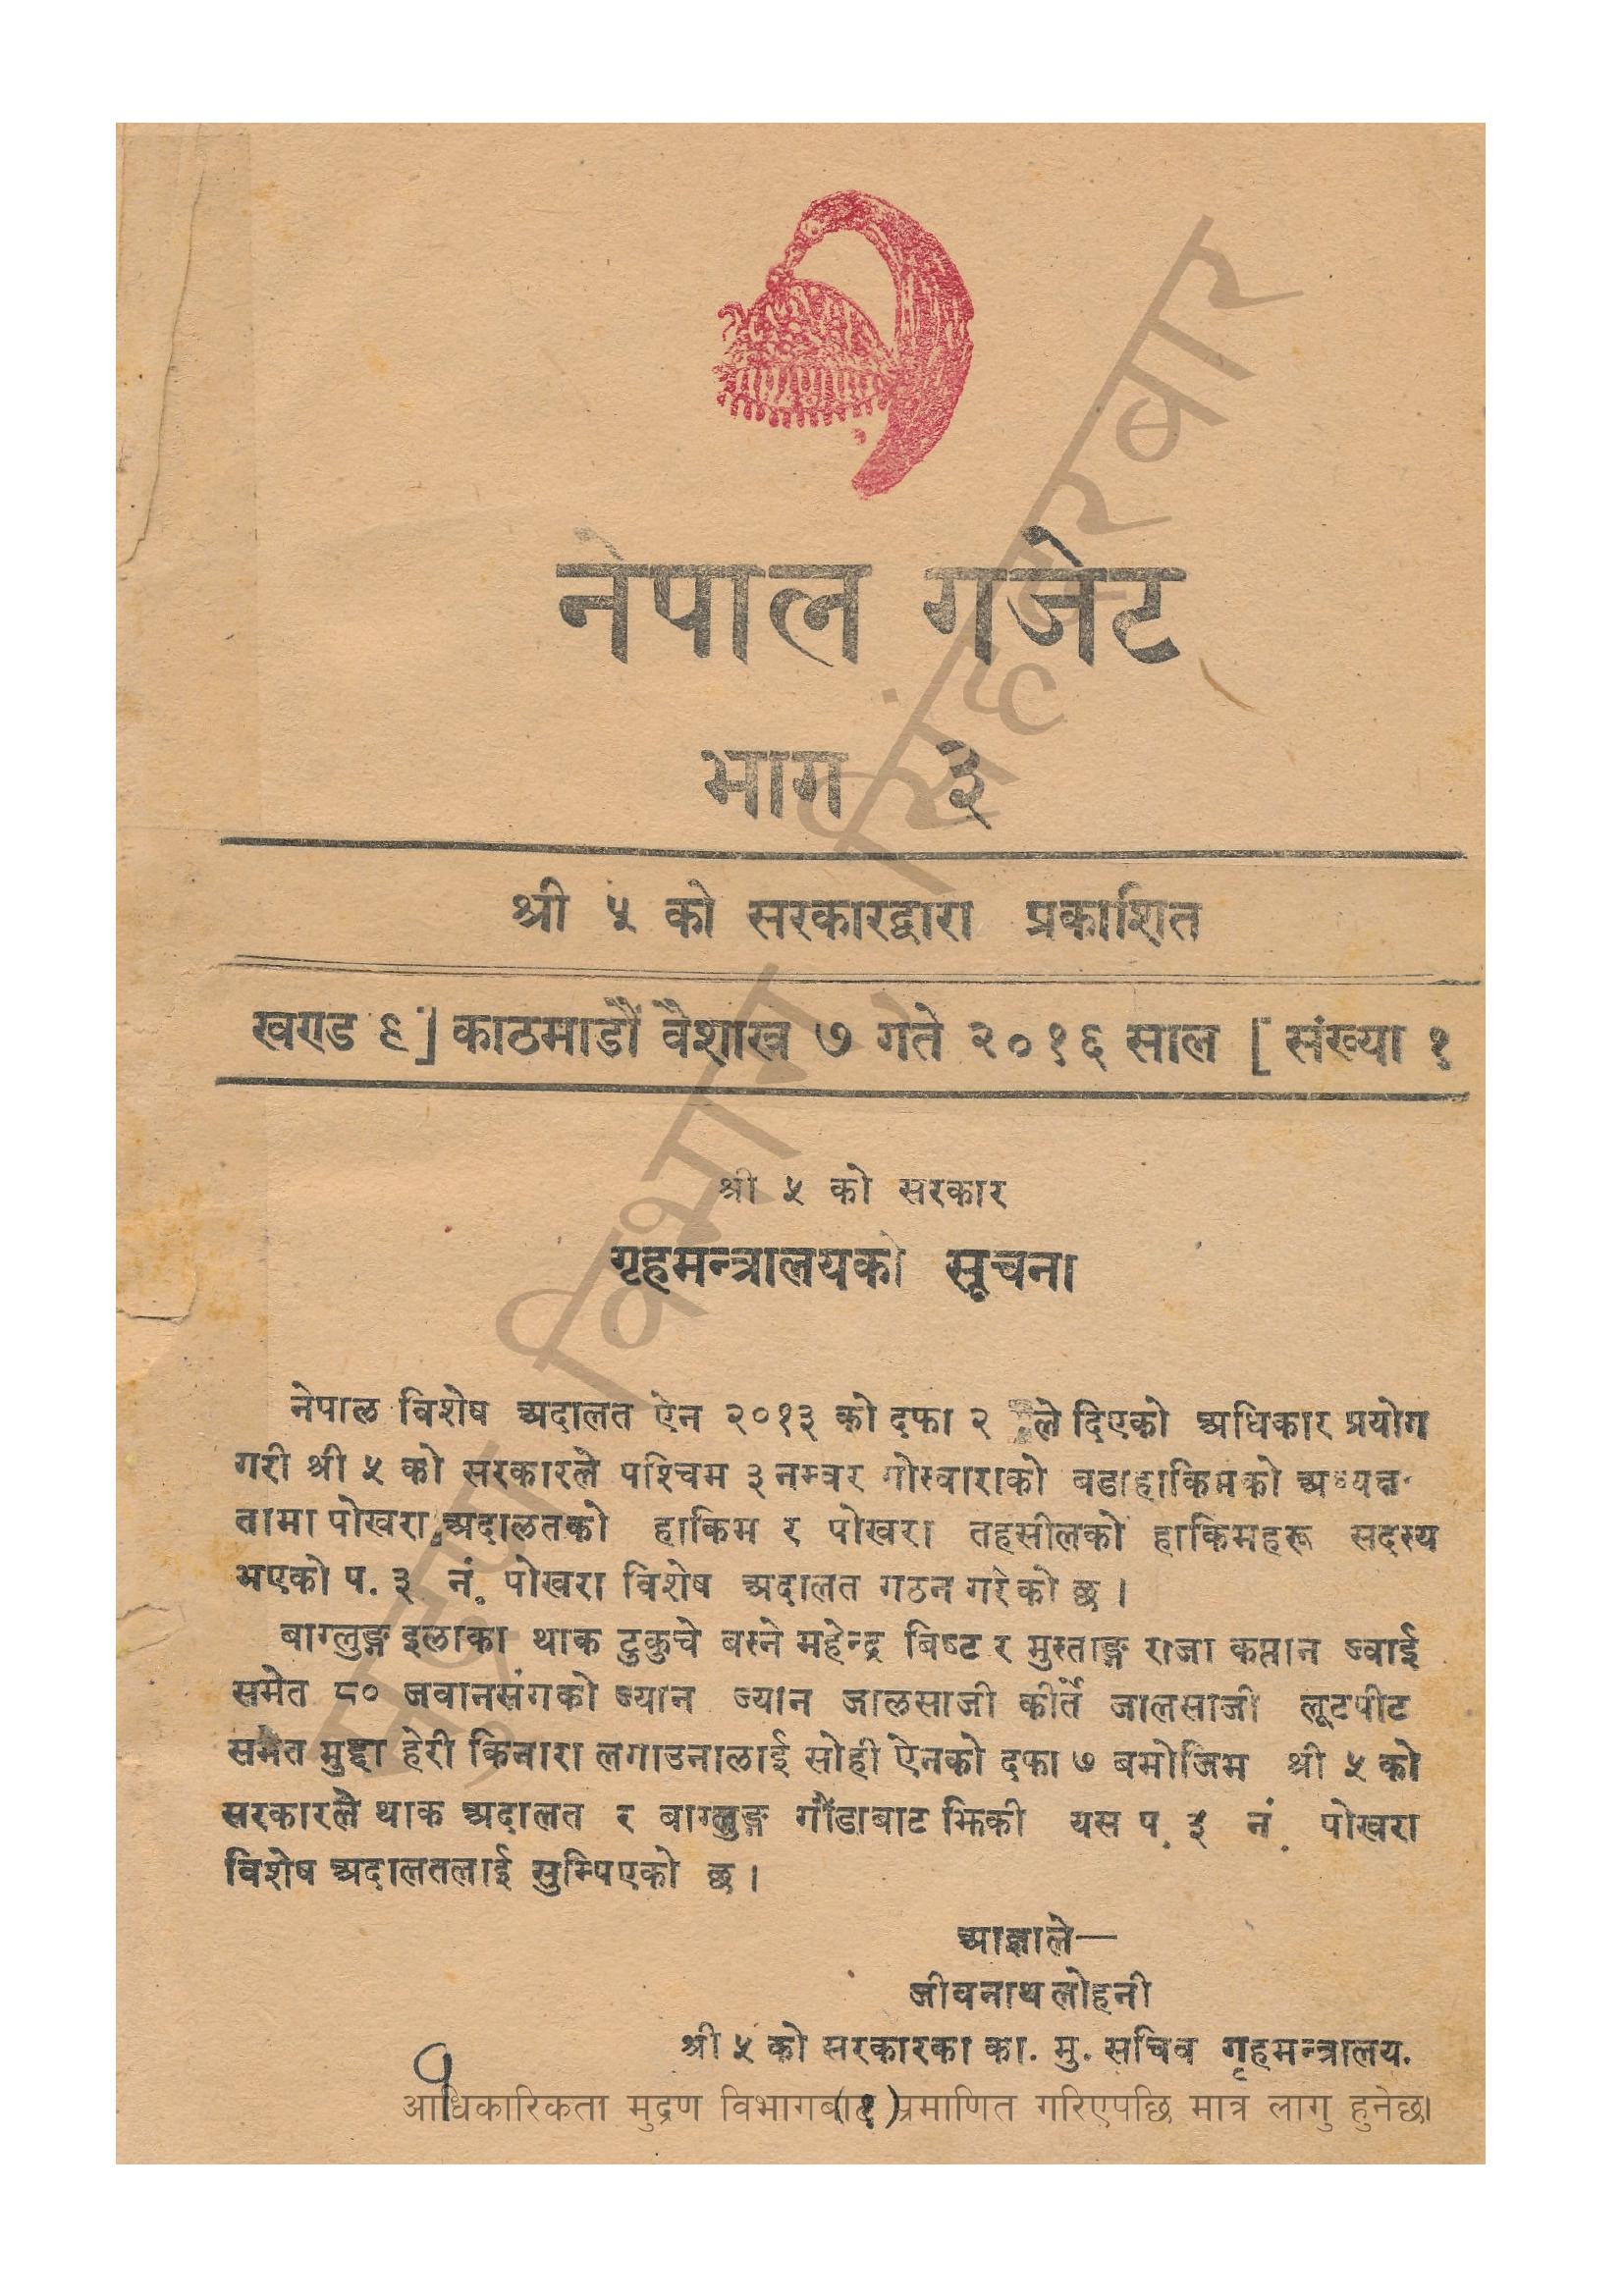 नेपाल गजेट
भाग ३
श्री ५ को सरकारद्वारा प्रकाशित
खण्ड ९] काठमाडौं वैशाख ७ गते २०१६ साल [ संख्या १
श्री ५ को सरकार
गृहमन्त्रालयको सूचना
नेपाल विशेष अदालत ऐन २०१३ को दफा २ ले दिएको अधिकार प्रयोग
गरी श्री ५ को सरकारले पश्चिम ३ नम्वर गोस्वाराको बडाहाकिमको अध्यक्ष-
तामा पोखरा अदालतको हाकिम र पोखरा तहसीलको हाकिमहरू सदस्य
भएको प. ३ नं. पोखरा विशेष अदालत गठन गरेको छ ।
बाग्लुङ्ग इलाका थाक टुकुचे बस्ने महेन्द्र बिष्ट र मुस्ताङ्ग राजा कप्तान ज्वाई
समेत ८० जवानसंगको ज्यान ज्यान जालसाजी कीर्ते जालसाजी लूटपीट
समेत मुद्दा हेरी किनारा लगाउनालाई सोही ऐनको दफा ७ बमोजिम श्री ५ को
सरकारले थाक अदालत र बाग्लुङ्ग गौंडाबाट झिकी यस प. ३ नं. पोखरा
विशेष अदालतलाई सुम्पिएको छ ।
आज्ञाले—
जीवनाथ लोहनी
श्री ५ को सरकारका का. मु. सचिव गृहमन्त्रालय.
१
(१)
आधिकारिकता मुद्रण विभागबाट प्रमाणित गरिएपछि मात्र लागु हुनेछ।
मुद्रण विभाग, सिंहदरबार